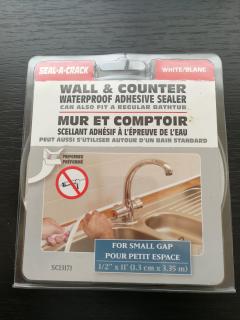 SEAL-A-CRACK
WHITE/BLANC
WALL & COUNTER
WATERPROOF ADHESIVE SEALER
CAN ALSO FIT A REGULAR BATHTUB
MUR ET COMPTOIR
SCELLANT ADHÉSIF À L'ÉPREUVE DE L'EAU
PEUT AUSSI S'UTILISER AUTOUR D'UN BAIN STANDARD
PREFERRED
PRÉFÉRÉ
FOR SMALL GAP
POUR PETIT ESPACE
1/2" x 11' (1.3 cm x 3.35 m)